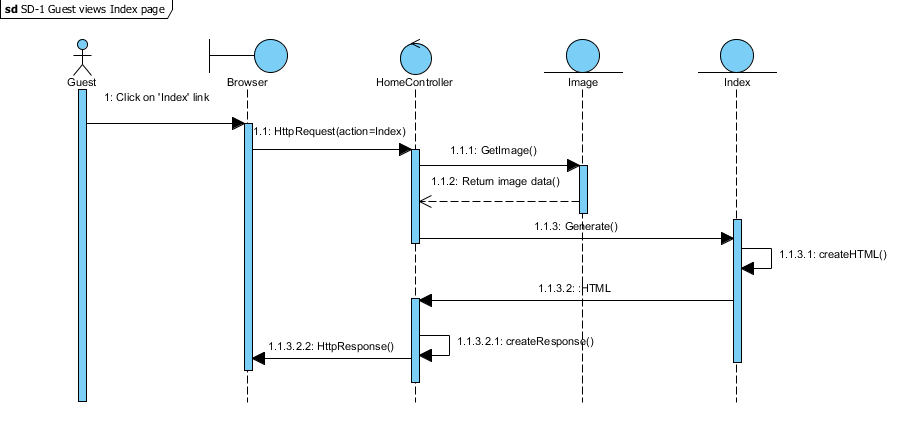 sd SD-1 Guest views Index page
Guest
Browser
HomeController
Image
Index
1: Click on 'Index' link
1.1: HttpRequest(action=Index)
1.1.1: GetImage()
1.1.2: Return image data()
1.1.3: Generate()
1.1.3.1: createHTML()
1.1.3.2: :HTML
1.1.3.2.1: createResponse()
1.1.3.2.2: HttpResponse()